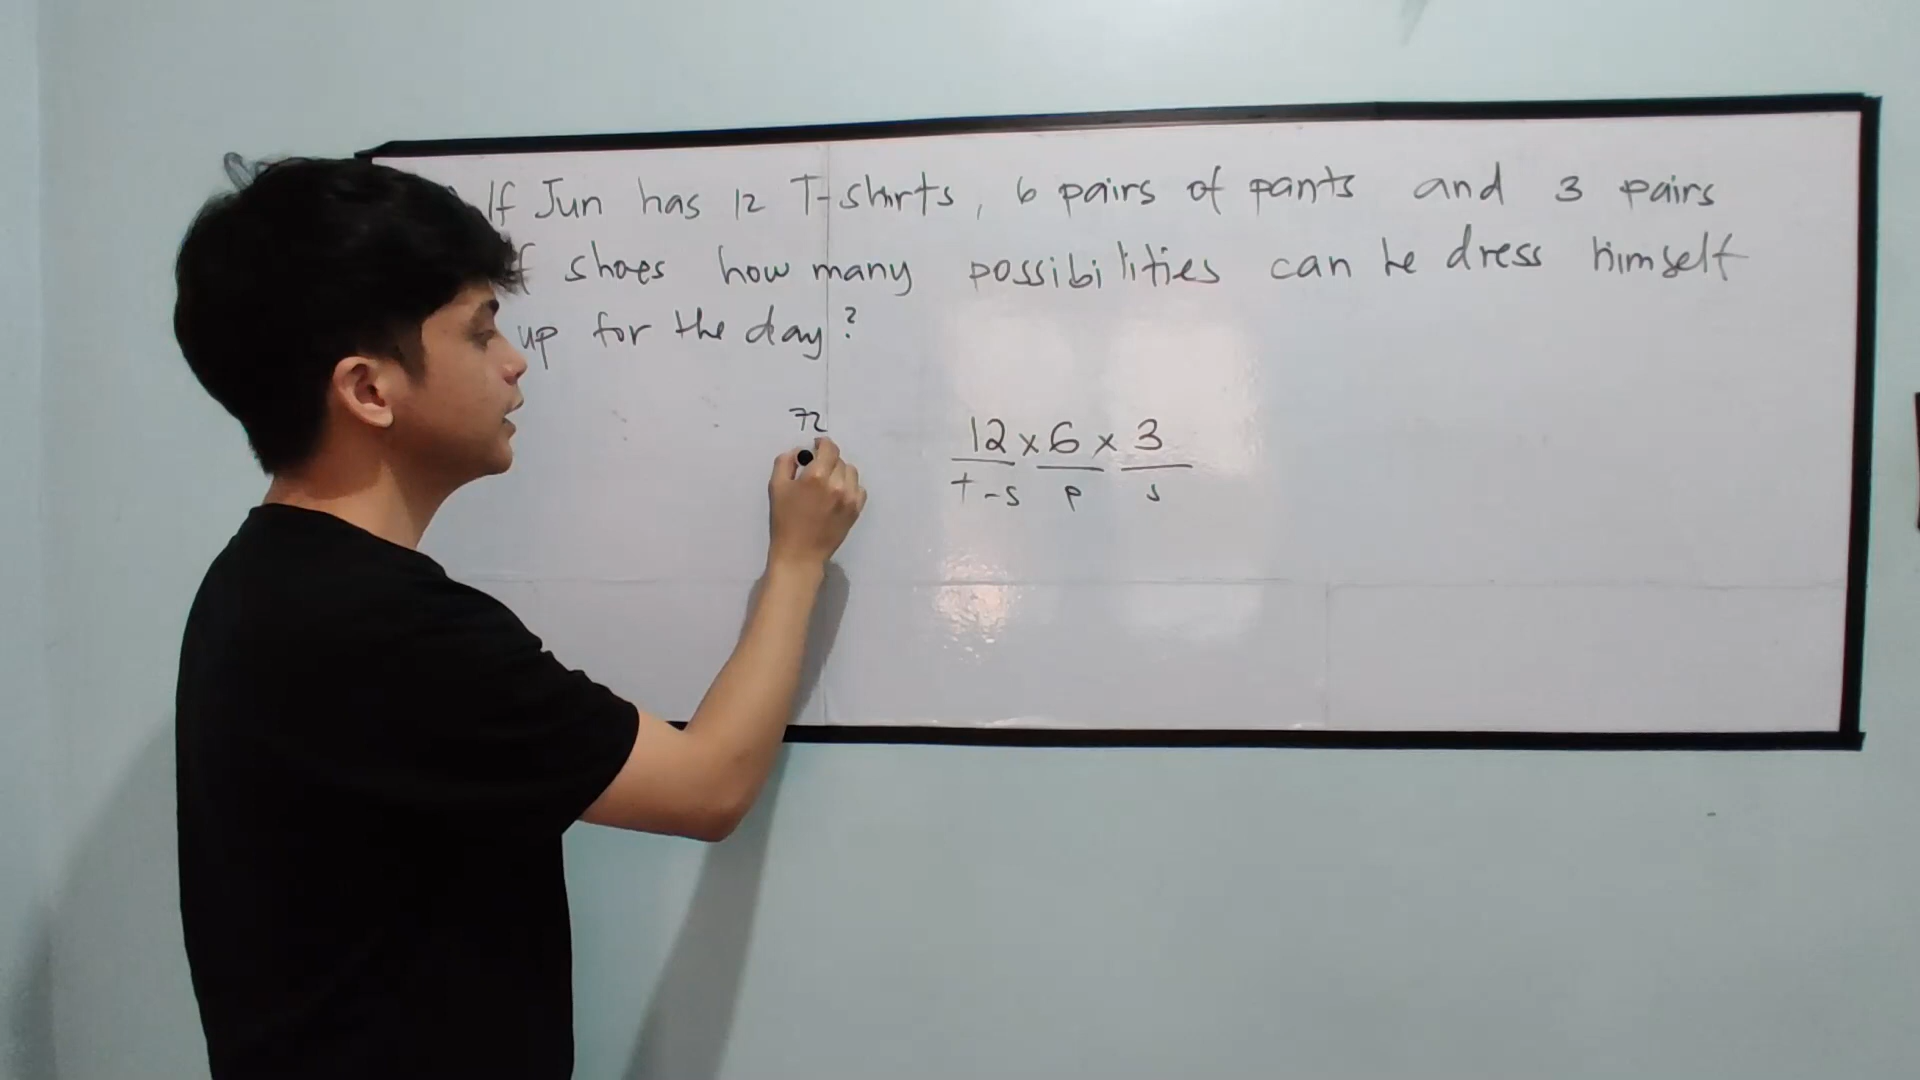 If Jun has 12 T-shirts, 6 pairs of pants and 3 pairs
shoes how many possibilities can he dress himself
up for the day?
72
12 x 6 x 3
t-s p s